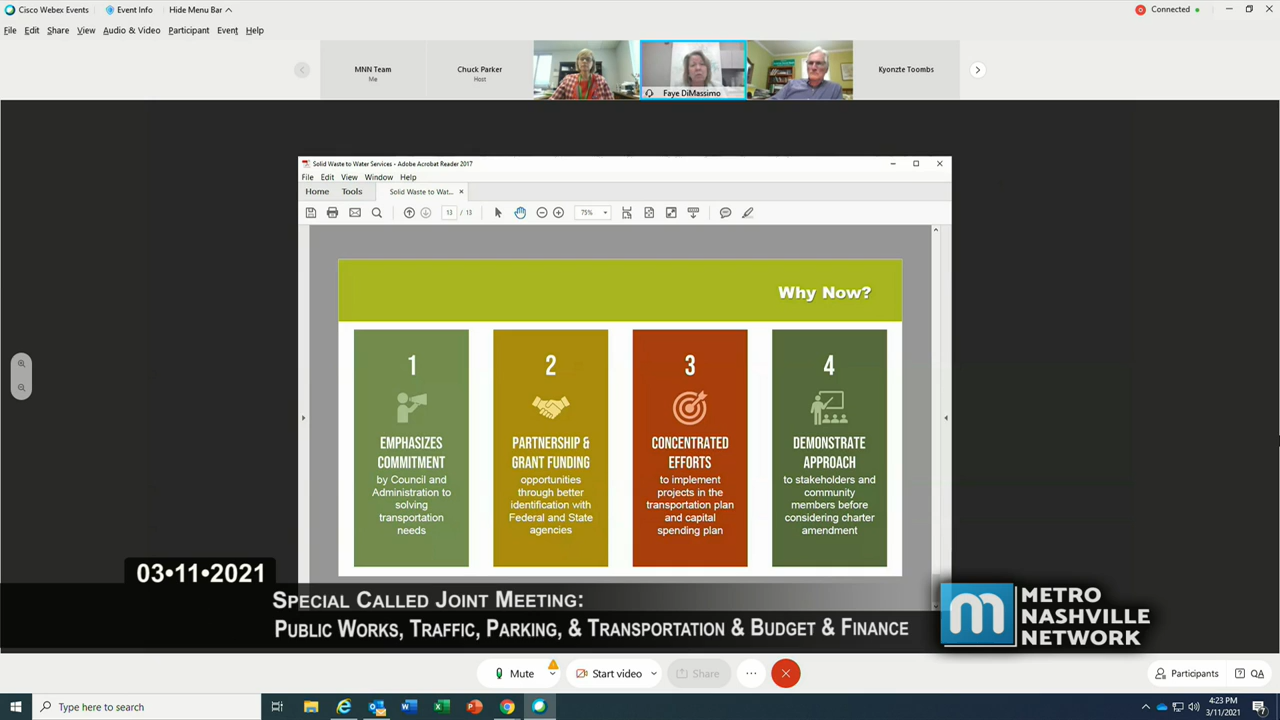 Cisco Webex Events
Event Info
Hide Menu Bar
Connected
File Edit Share View Audio & Video Participant Event Help
MNN Team
Me
Chuck Parker
Host
Faye DiMassimo
Kyonzte Toombs
Solid Waste to Water Services - Adobe Acrobat Reader 2017
File Edit View Window Help
Home Tools Solid Waste to Wat...
13 / 13 75%
Why Now?
1
EMPHASIZES
COMMITMENT
by Council and
Administration to
solving
transportation
needs
2
PARTNERSHIP &
GRANT FUNDING
opportunities
through better
identification with
Federal and State
agencies
3
CONCENTRATED
EFFORTS
to implement
projects in the
transportation plan
and capital
spending plan
4
DEMONSTRATE
APPROACH
to stakeholders and
community
members before
considering charter
amendment
03•11•2021
SPECIAL CALLED JOINT MEETING:
PUBLIC WORKS, TRAFFIC, PARKING, & TRANSPORTATION & BUDGET & FINANCE
m
METRO
NASHVILLE
NETWORK
Mute
Start video
Share
Participants
QA
Type here to search
4:23 PM
3/11/2021